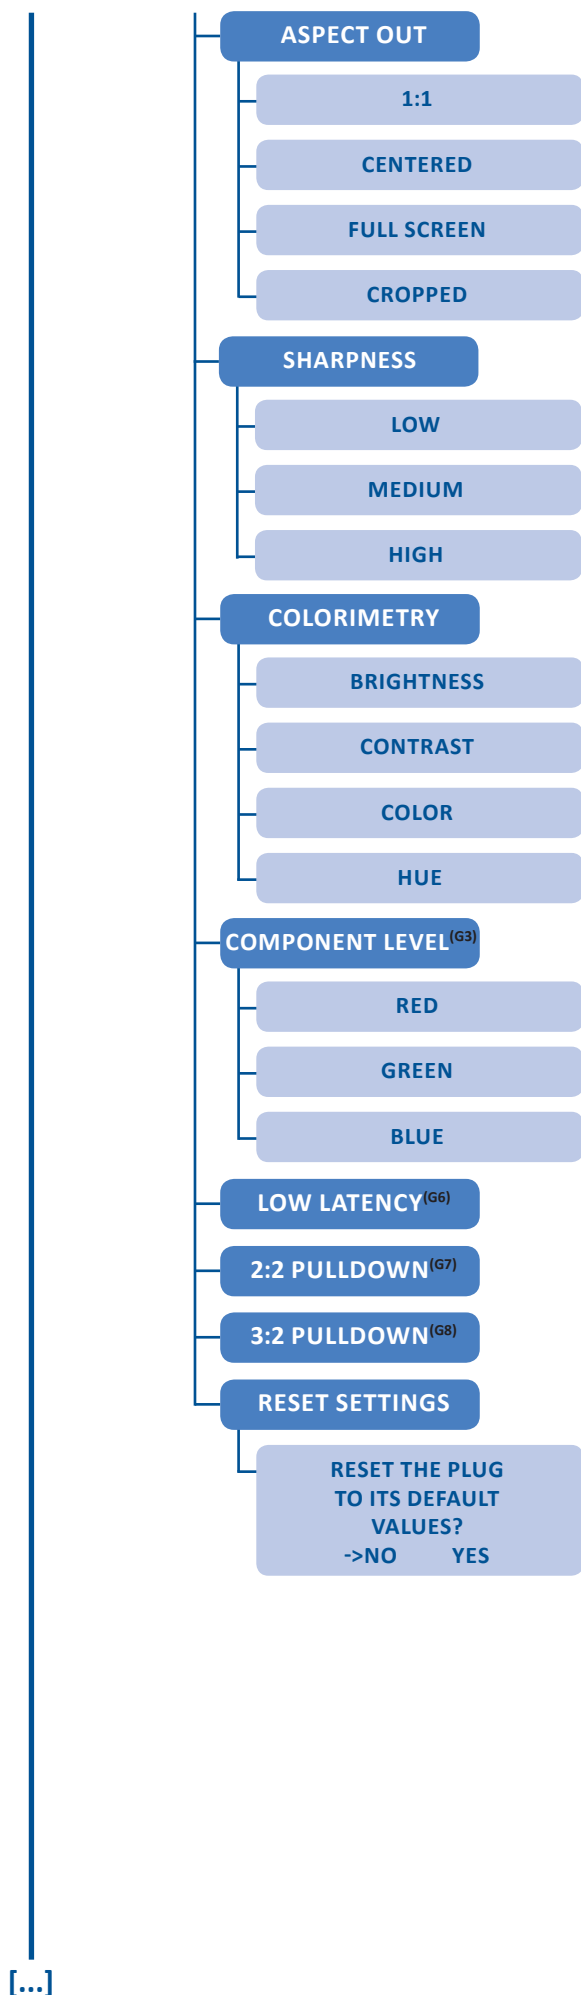 ASPECT OUT
1:1
CENTERED
FULL SCREEN
CROPPED
SHARPNESS
LOW
MEDIUM
HIGH
COLORIMETRY
BRIGHTNESS
CONTRAST
COLOR
HUE
COMPONENT LEVEL(G3)
RED
GREEN
BLUE
LOW LATENCY(G6)
2:2 PULLDOWN(G7)
3:2 PULLDOWN(G8)
RESET SETTINGS
RESET THE PLUG
TO ITS DEFAULT
VALUES?
->NO YES
[...]